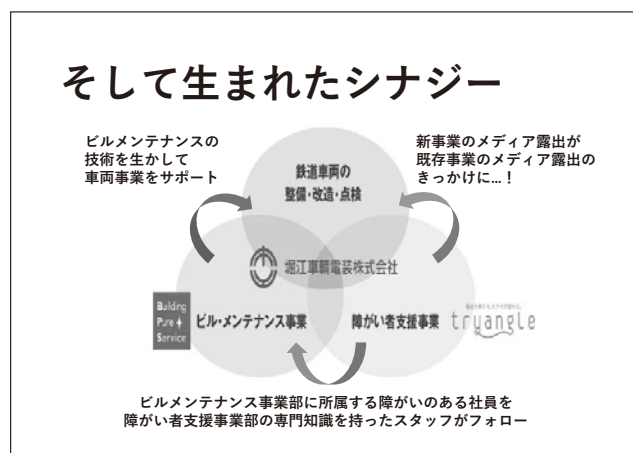 そして生まれたシナジー
ビルメンテナンスの
技術を生かして
車両事業をサポート
新事業のメディア露出が
既存事業のメディア露出の
きっかけに...!
鉄道車両の
整備・改造・点検
堀江車輌電装株式会社
Building
Pure
Service
ビル・メンテナンス事業
障がい者支援事業
tryangle
ビルメンテナンス事業部に所属する障がいのある社員を
障がい者支援事業部の専門知識を持ったスタッフがフォロー